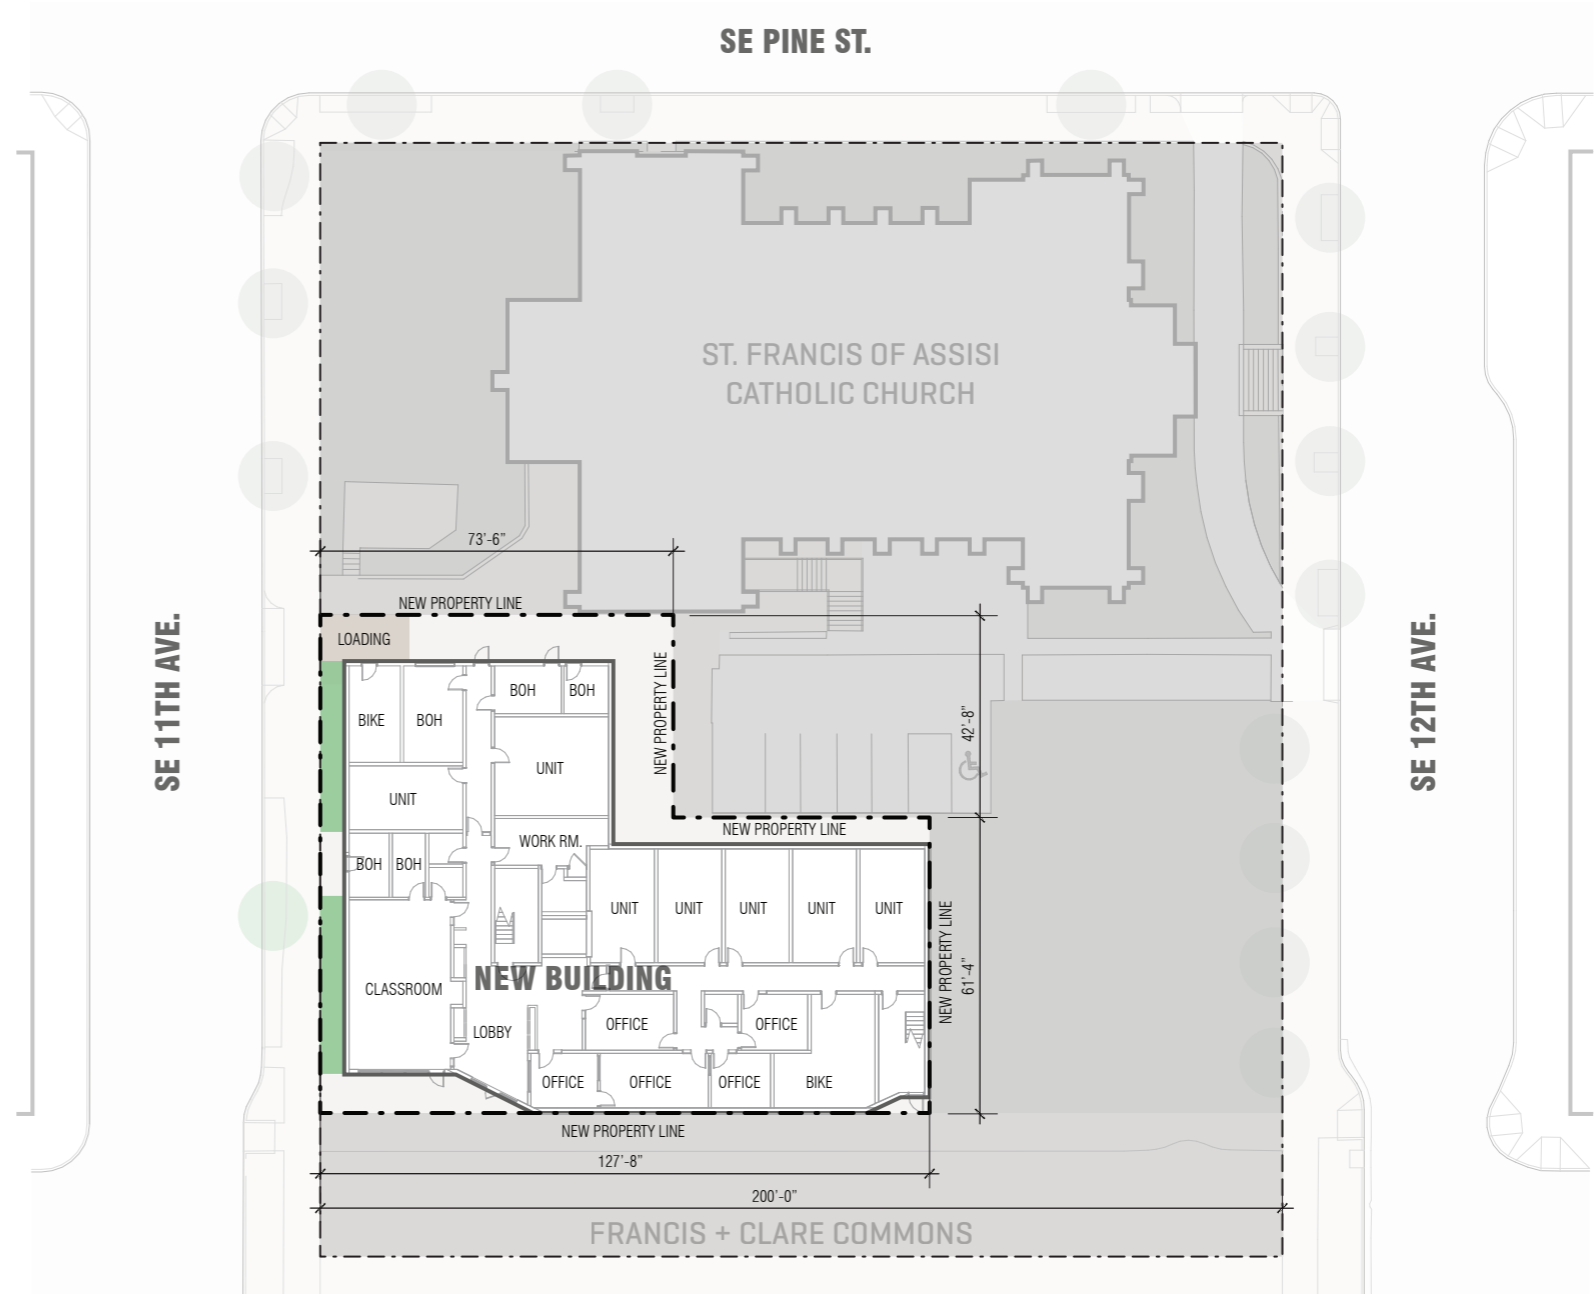 SE PINE ST.
ST. FRANCIS OF ASSISI
CATHOLIC CHURCH
73'-6"
NEW PROPERTY LINE
LOADING
SE 11TH AVE.
SE 12TH AVE.
NEW PROPERTY LINE
42'-8"
BIKE
BOH
BOH
BOH
UNIT
UNIT
NEW PROPERTY LINE
WORK RM.
BOH
BOH
UNIT
UNIT
UNIT
UNIT
UNIT
NEW PROPERTY LINE
61'-4"
NEW BUILDING
CLASSROOM
LOBBY
OFFICE
OFFICE
OFFICE
OFFICE
OFFICE
BIKE
NEW PROPERTY LINE
127'-8"
200'-0"
FRANCIS + CLARE COMMONS